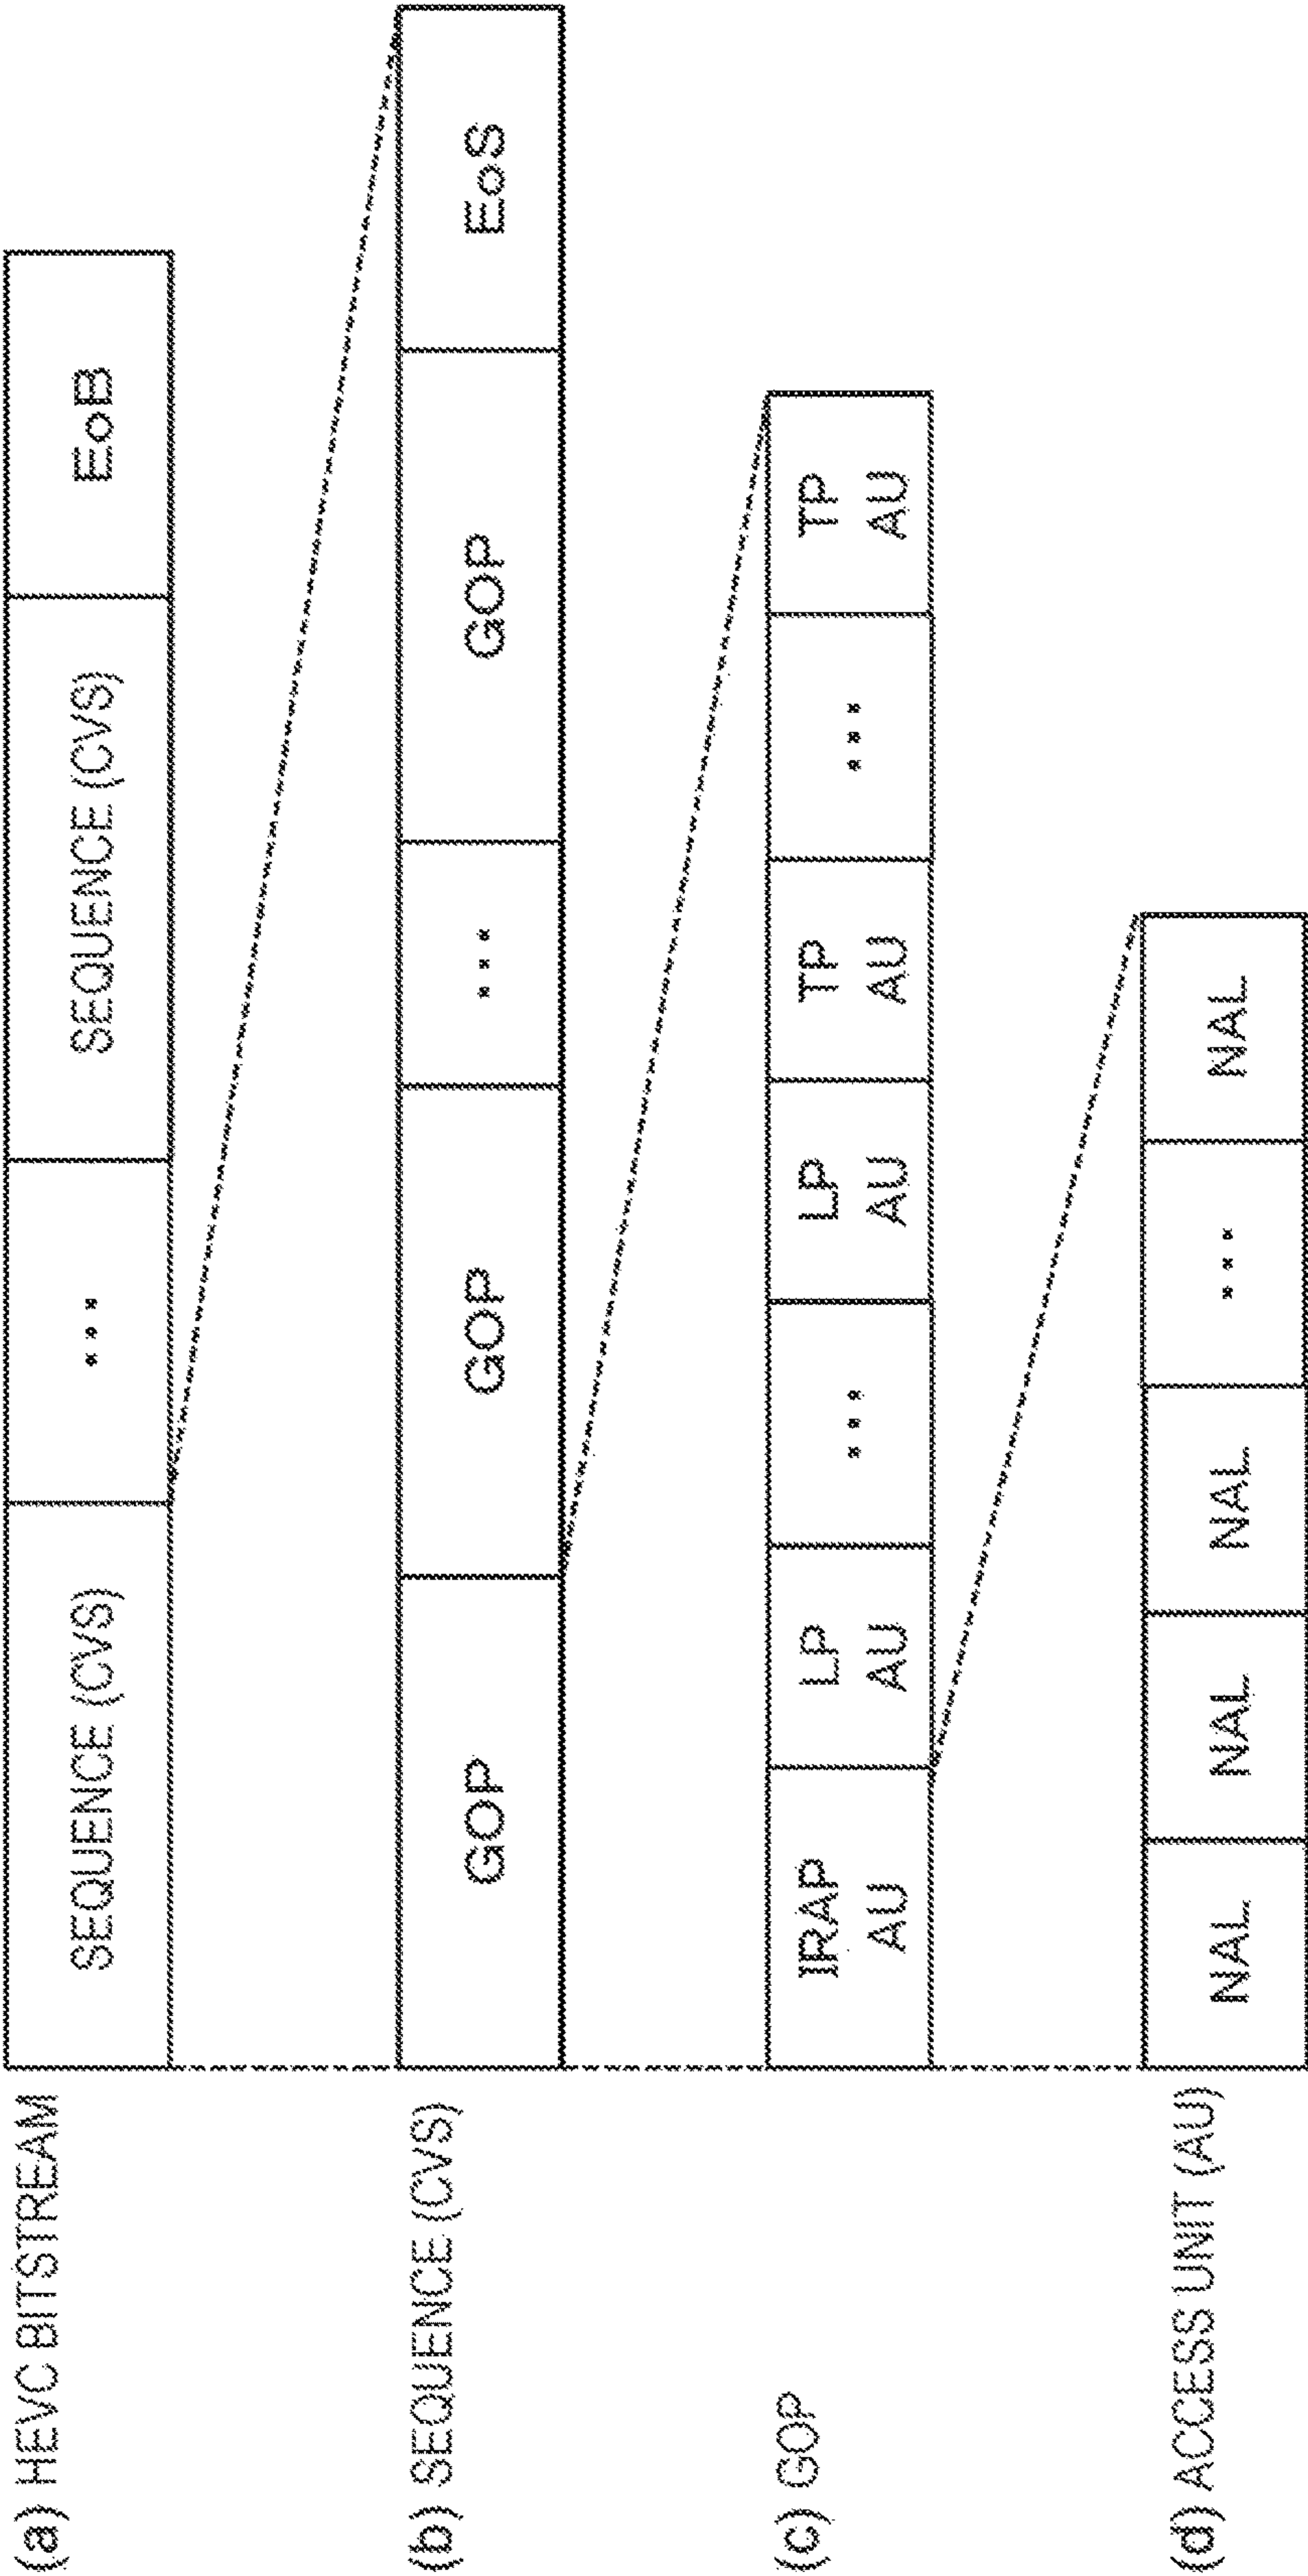 (a) HEVC BITSTREAM
SEQUENCE (CVS) ... SEQUENCE (CVS) EoB
(b) SEQUENCE (CVS)
GOP GOP ... GOP EoS
(c) GOP
IRAP LP ... LP TP ... TP
AU AU AU AU AU
(d) ACCESS UNIT (AU)
NAL NAL NAL ... NAL